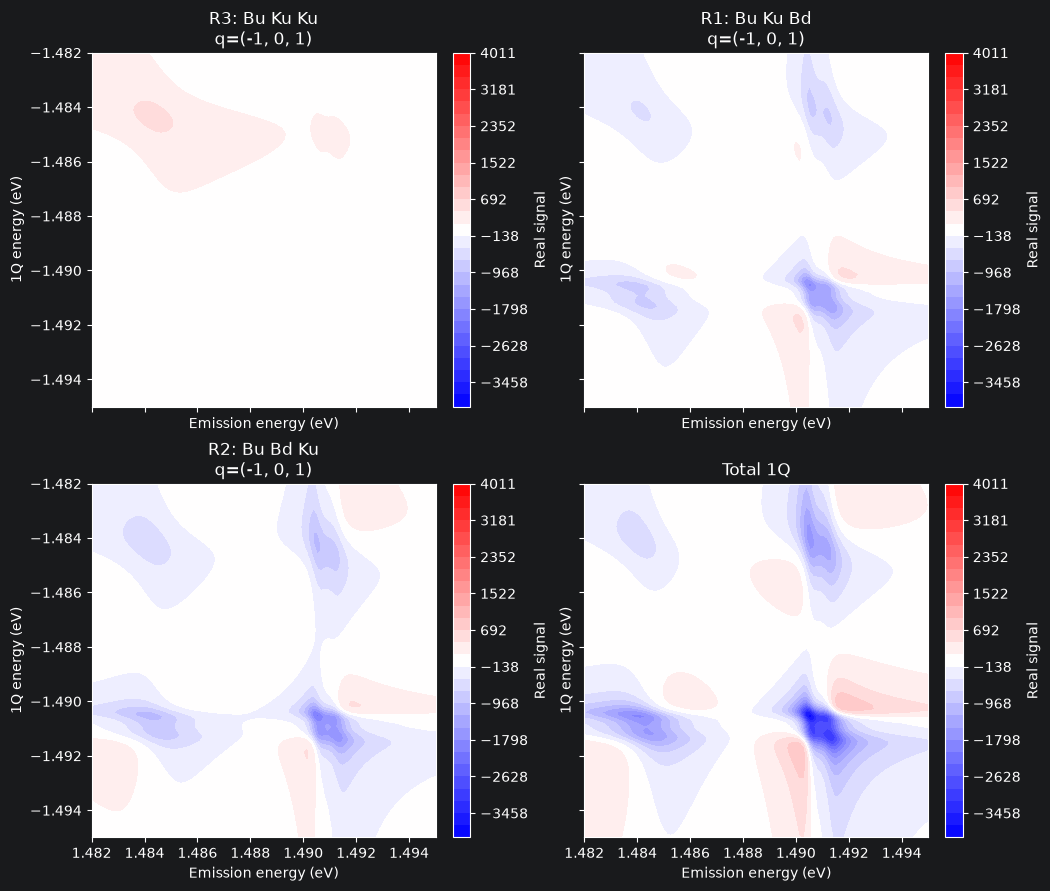 R3: Bu Ku Ku
q=(-1, 0, 1)
−1.482
−1.484
−1.486
−1.488
−1.490
−1.492
−1.494
1Q energy (eV)
Emission energy (eV)
4011
3181
2352
1522
692
−138
−968
−1798
−2628
−3458
Real signal
R1: Bu Ku Bd
q=(-1, 0, 1)
1Q energy (eV)
Emission energy (eV)
4011
3181
2352
1522
692
−138
−968
−1798
−2628
−3458
Real signal
R2: Bu Bd Ku
q=(-1, 0, 1)
−1.482
−1.484
−1.486
−1.488
−1.490
−1.492
−1.494
1Q energy (eV)
1.482 1.484 1.486 1.488 1.490 1.492 1.494
Emission energy (eV)
4011
3181
2352
1522
692
−138
−968
−1798
−2628
−3458
Real signal
Total 1Q
1Q energy (eV)
1.482 1.484 1.486 1.488 1.490 1.492 1.494
Emission energy (eV)
4011
3181
2352
1522
692
−138
−968
−1798
−2628
−3458
Real signal